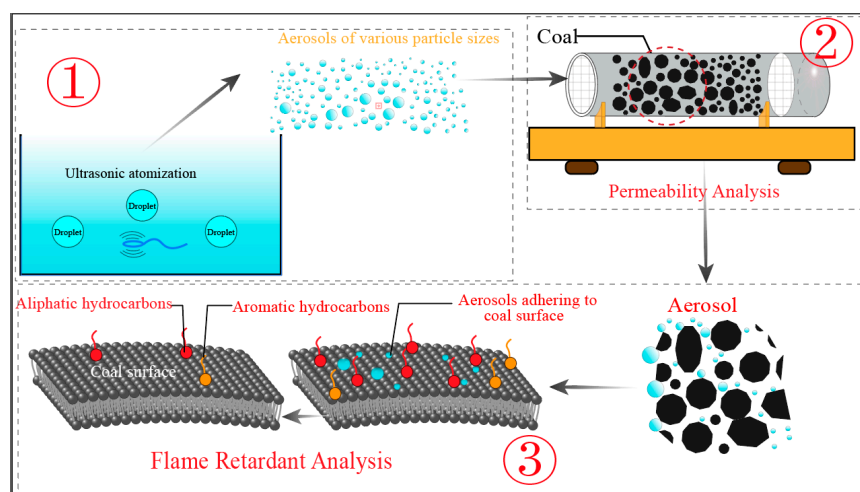 ①
Aerosols of various particle sizes
Ultrasonic atomization
Droplet
Droplet
Droplet
Coal
②
Permeability Analysis
Aliphatic hydrocarbons
Aromatic hydrocarbons
Aerosols adhering to
coal surface
Aerosol
Coal surface
Flame Retardant Analysis
③